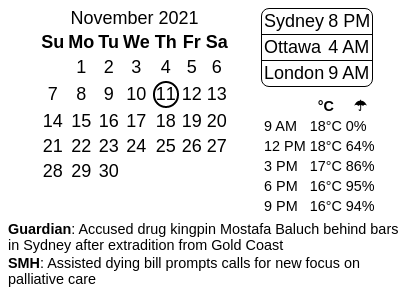 November 2021
Su Mo Tu We Th Fr Sa
1 2 3 4 5 6
7 8 9 10 11 12 13
14 15 16 17 18 19 20
21 22 23 24 25 26 27
28 29 30
Sydney 8 PM
Ottawa 4 AM
London 9 AM
°C ☂
9 AM 18°C 0%
12 PM 18°C 64%
3 PM 17°C 86%
6 PM 16°C 95%
9 PM 16°C 94%
Guardian: Accused drug kingpin Mostafa Baluch behind bars
in Sydney after extradition from Gold Coast
SMH: Assisted dying bill prompts calls for new focus on
palliative care